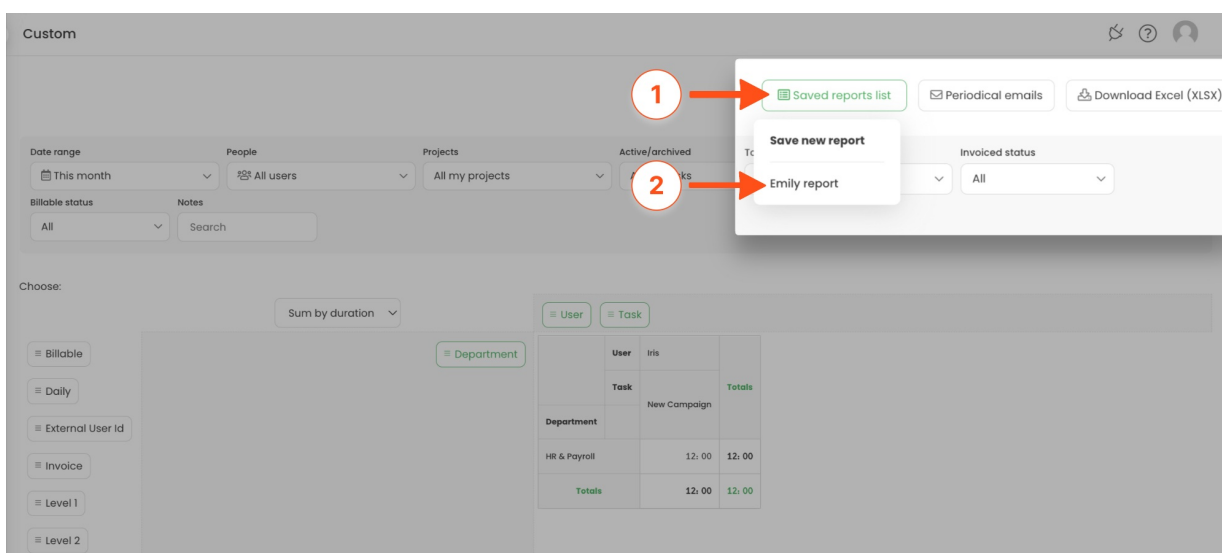 Custom
1
Saved reports list
Periodical emails
Download Excel (XLSX)
Save new report
Emily report
2
Date range
People
Projects
Active/archived
Invoiced status
This month
All users
All my projects
All
Billable status
Notes
All
Search
Choose:
Sum by duration
User
Task
Billable
Daily
External User Id
Invoice
Level 1
Level 2
Department
User
Iris
Task
New Campaign
Totals
Department
HR & Payroll
12:00
12:00
Totals
12:00
12:00